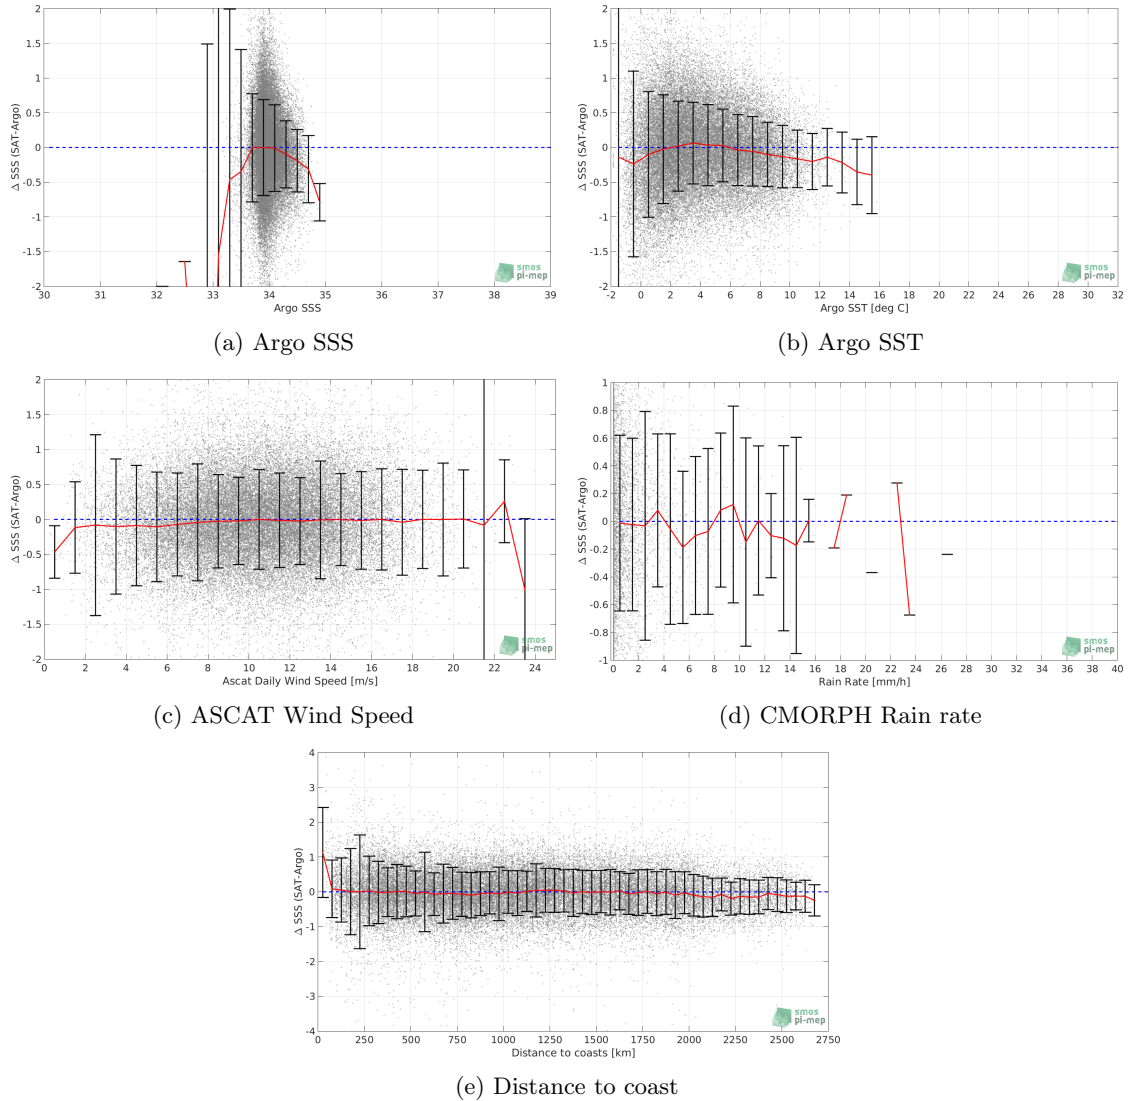 2
1.5
1
0.5
0
-0.5
-1
-1.5
-2
Δ SSS (SAT-Argo)
30 31 32 33 34 35 36 37 38 39
Argo SSS
smos
pi-mep
(a) Argo SSS
2
1.5
1
0.5
0
-0.5
-1
-1.5
-2
Δ SSS (SAT-Argo)
-2 0 2 4 6 8 10 12 14 16 18 20 22 24 26 28 30 32
Argo SST [deg C]
smos
pi-mep
(b) Argo SST
2
1.5
1
0.5
0
-0.5
-1
-1.5
-2
Δ SSS (SAT-Argo)
0 2 4 6 8 10 12 14 16 18 20 22 24
Ascat Daily Wind Speed [m/s]
smos
pi-mep
(c) ASCAT Wind Speed
1
0.8
0.6
0.4
0.2
0
-0.2
-0.4
-0.6
-0.8
-1
Δ SSS (SAT-Argo)
0 2 4 6 8 10 12 14 16 18 20 22 24 26 28 30 32 34 36 38 40
Rain Rate [mm/h]
smos
pi-mep
(d) CMORPH Rain rate
4
3
2
1
0
-1
-2
-3
-4
Δ SSS (SAT-Argo)
0 250 500 750 1000 1250 1500 1750 2000 2250 2500 2750
Distance to coasts [km]
smos
pi-mep
(e) Distance to coast